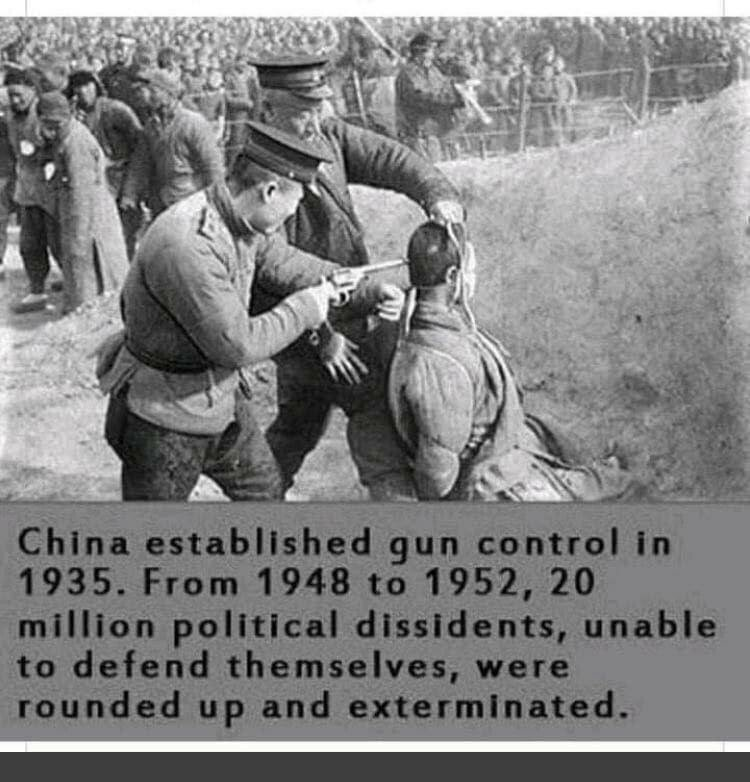 China established gun control in
1935. From 1948 to 1952, 20
million political dissidents, unable
to defend themselves, were
rounded up and exterminated.